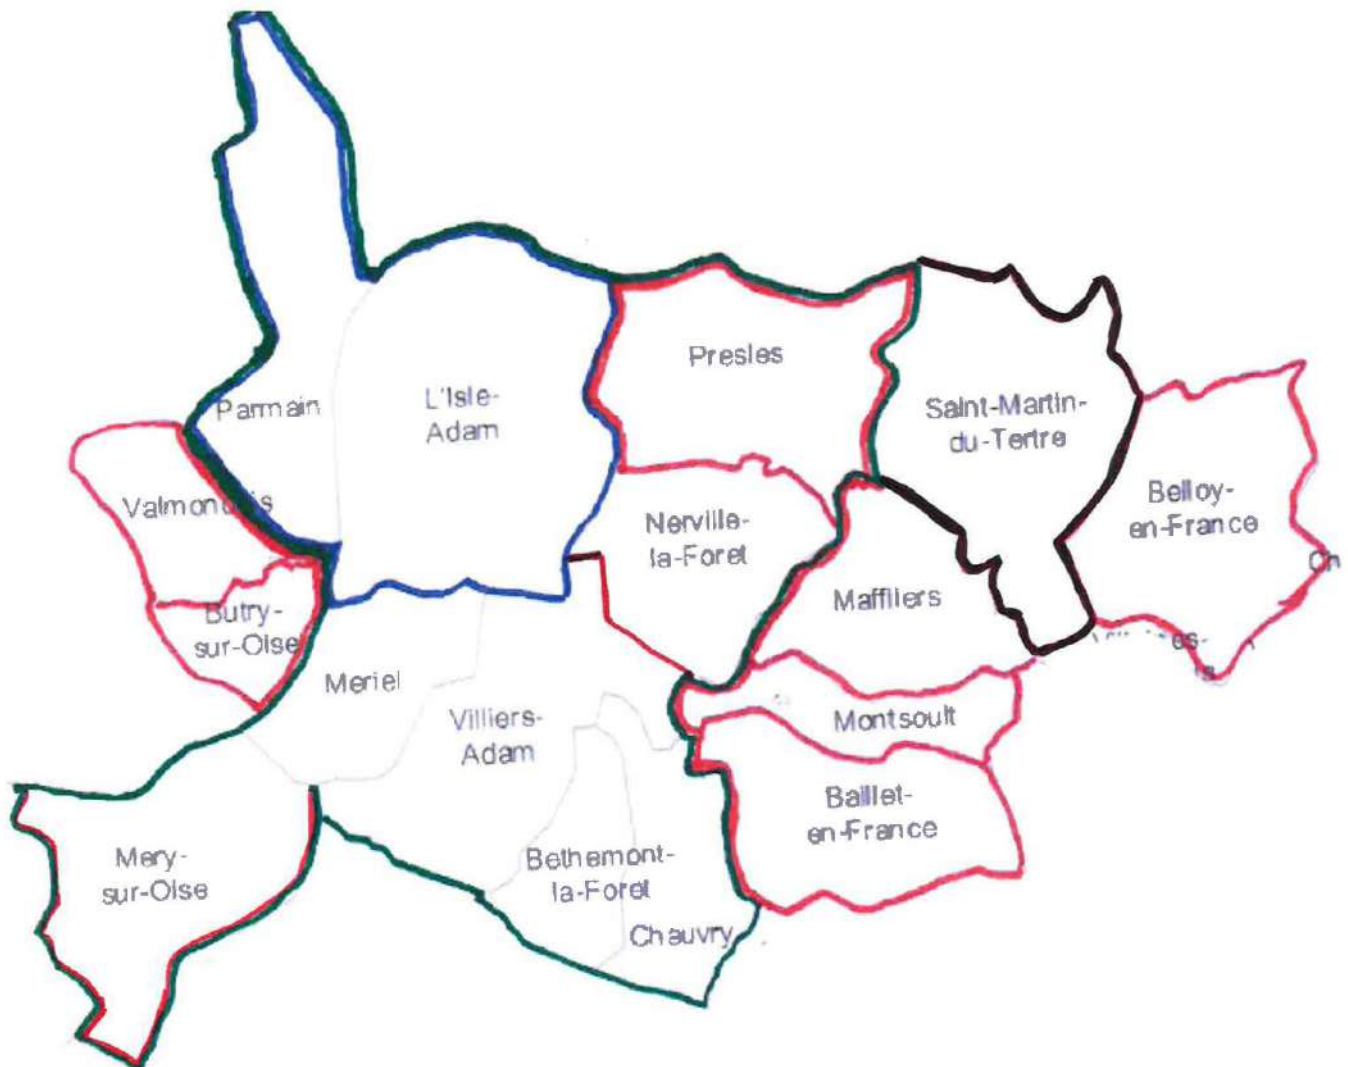 Presles
L'Isle-
Adam
Parmain
Saint-Martin-
du-Tertre
Belloy-
en-France
Nerville-
la-Foret
Ch
Maffliers
Butry-
sur-Oise
Meriel
Villiers-
Adam
Montsoult
Baillet-
en-France
Mery-
sur-Oise
Bethemont-
la-Foret
Chauvry